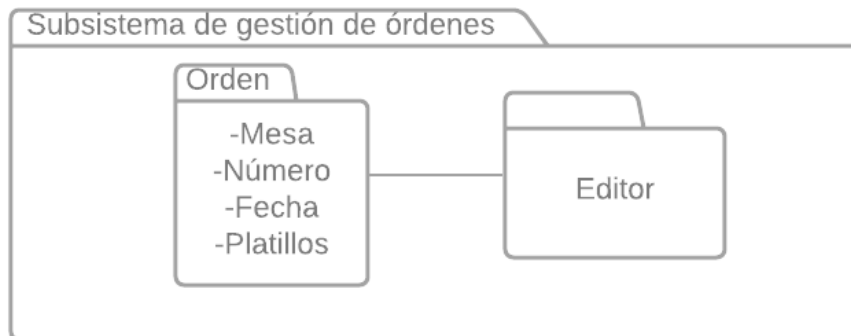 Subsistema de gestión de órdenes
Orden
-Mesa
-Número
-Fecha
-Platillos
Editor